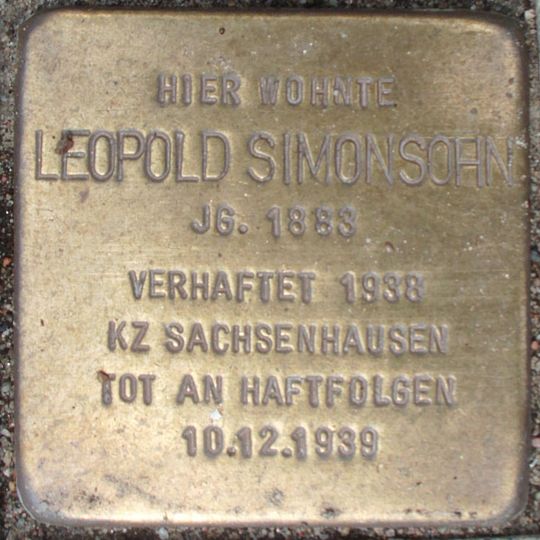 HIER WOHNTE
LEOPOLD SIMONSOHN
JG. 1883
VERHAFTET 1938
KZ SACHSENHAUSEN
TOT AN HAFTFOLGEN
10.12.1939